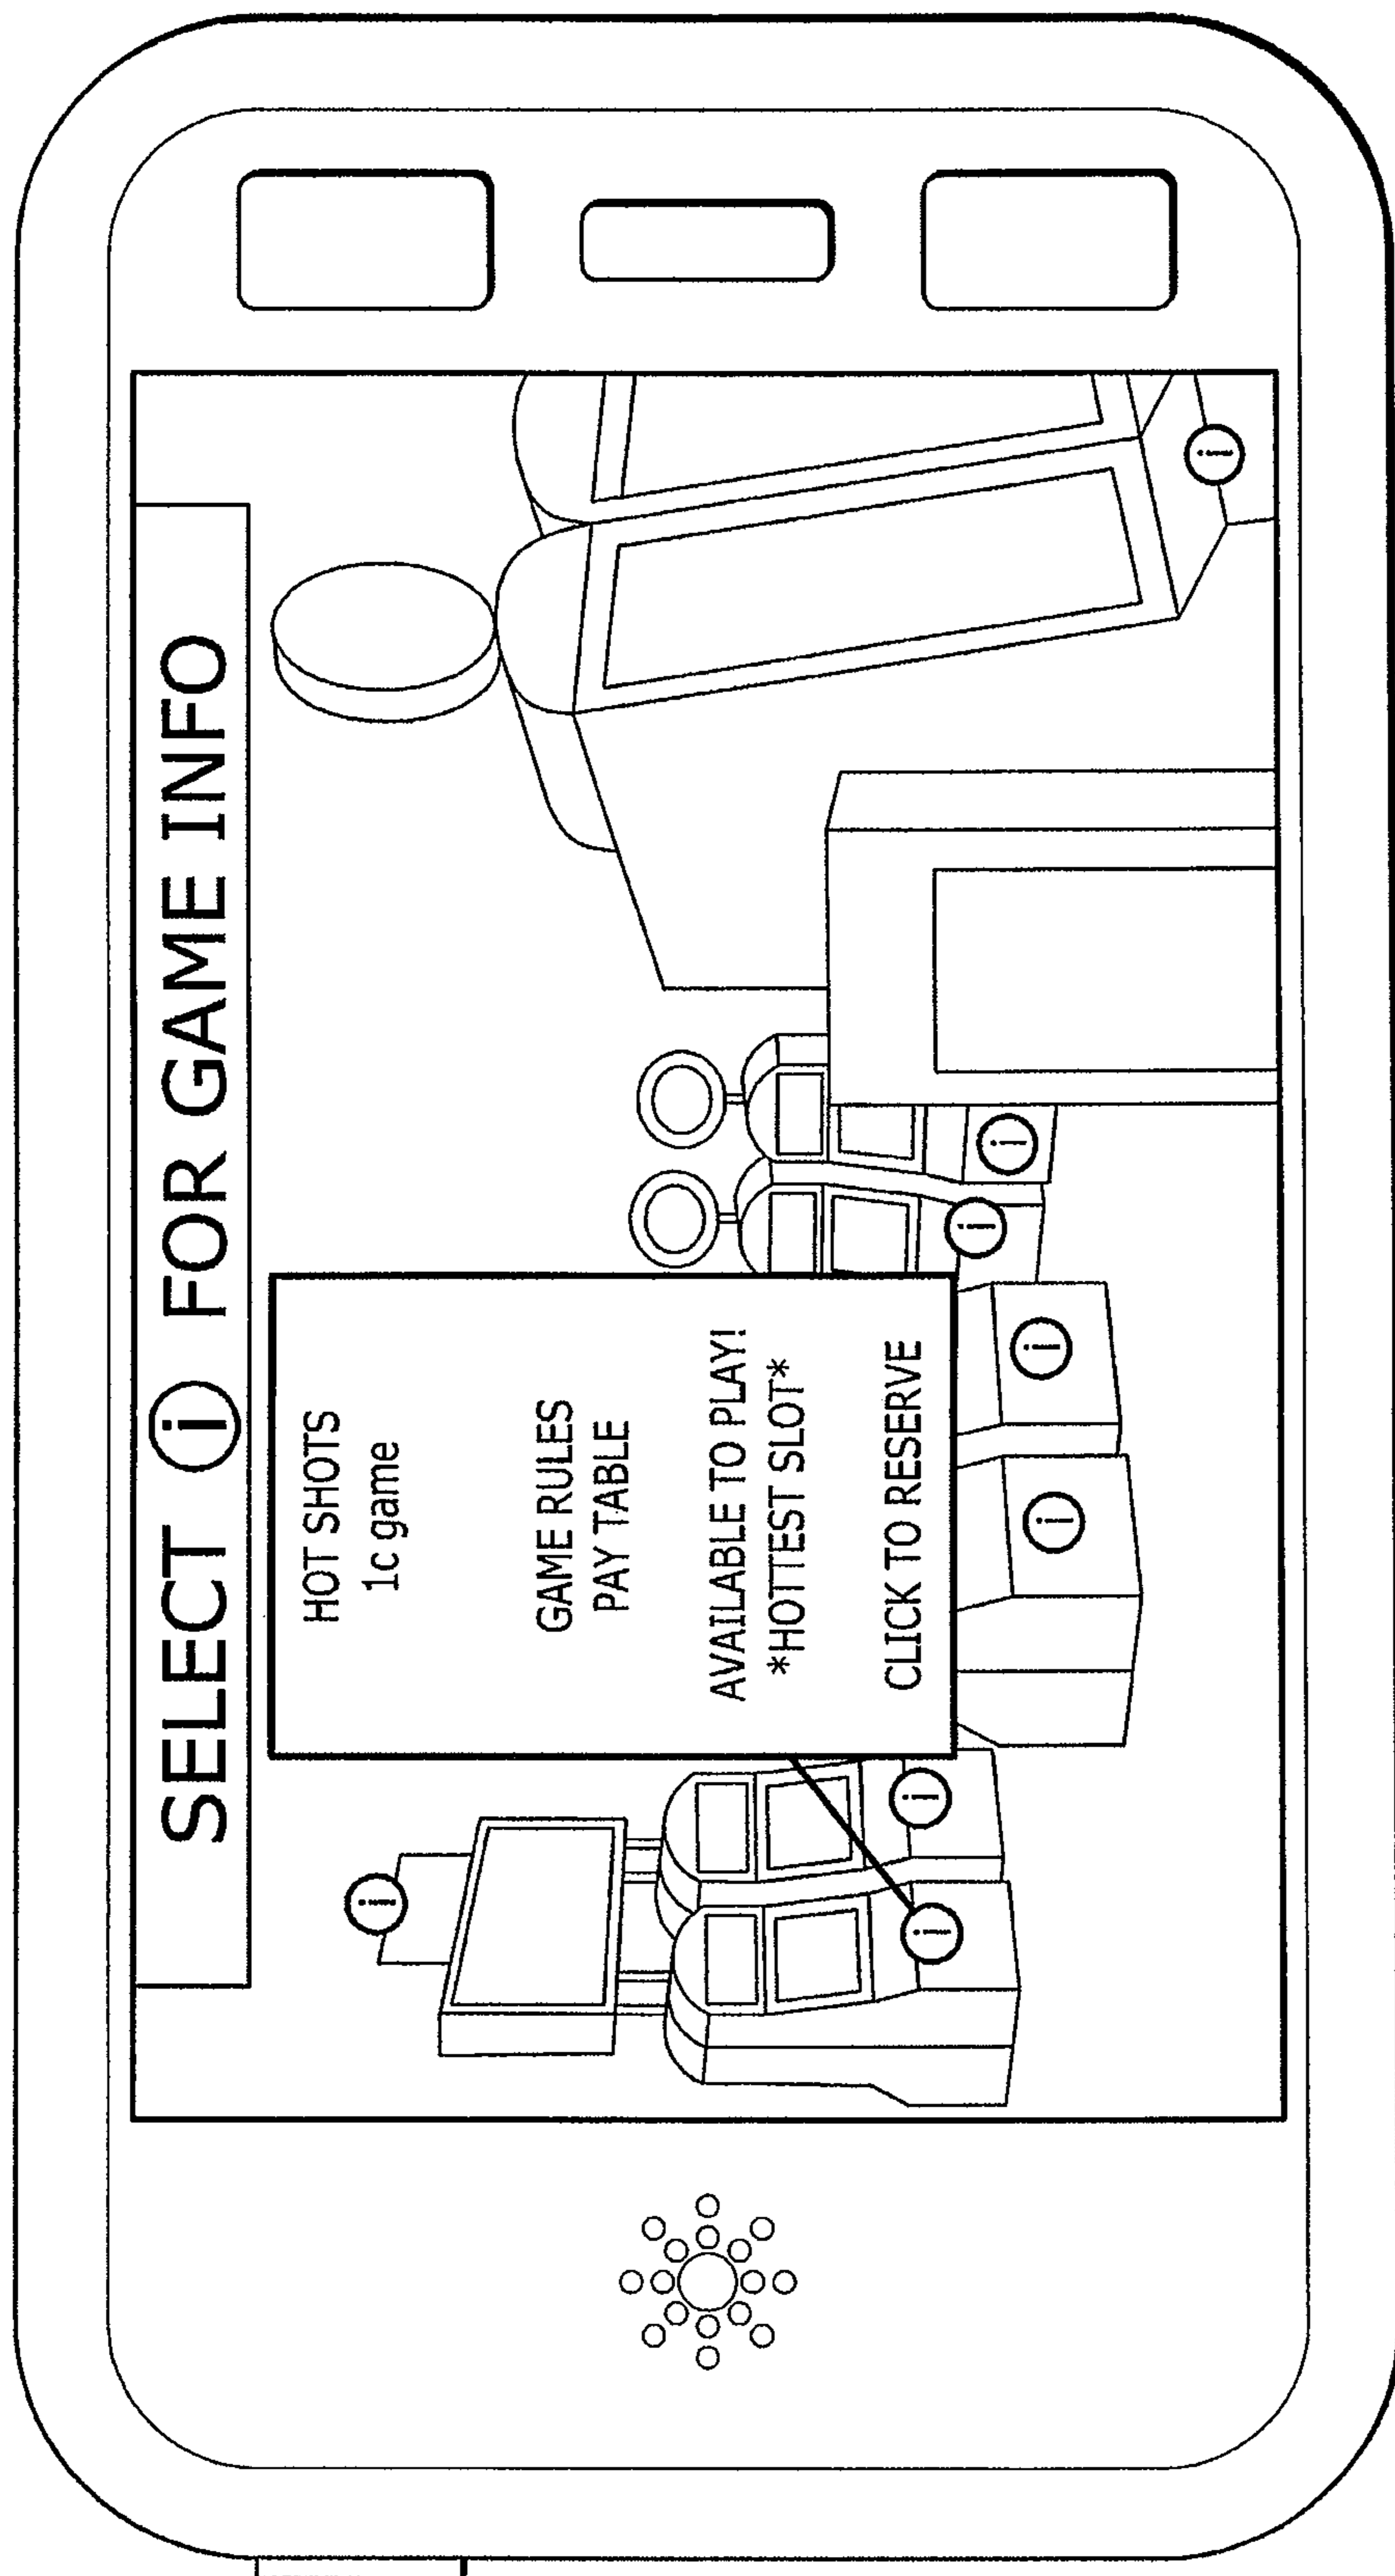 SELECT i FOR GAME INFO
HOT SHOTS
1c game
GAME RULES
PAY TABLE
AVAILABLE TO PLAY!
*HOTTEST SLOT*
CLICK TO RESERVE
i
i
i
i
i
i
i
i